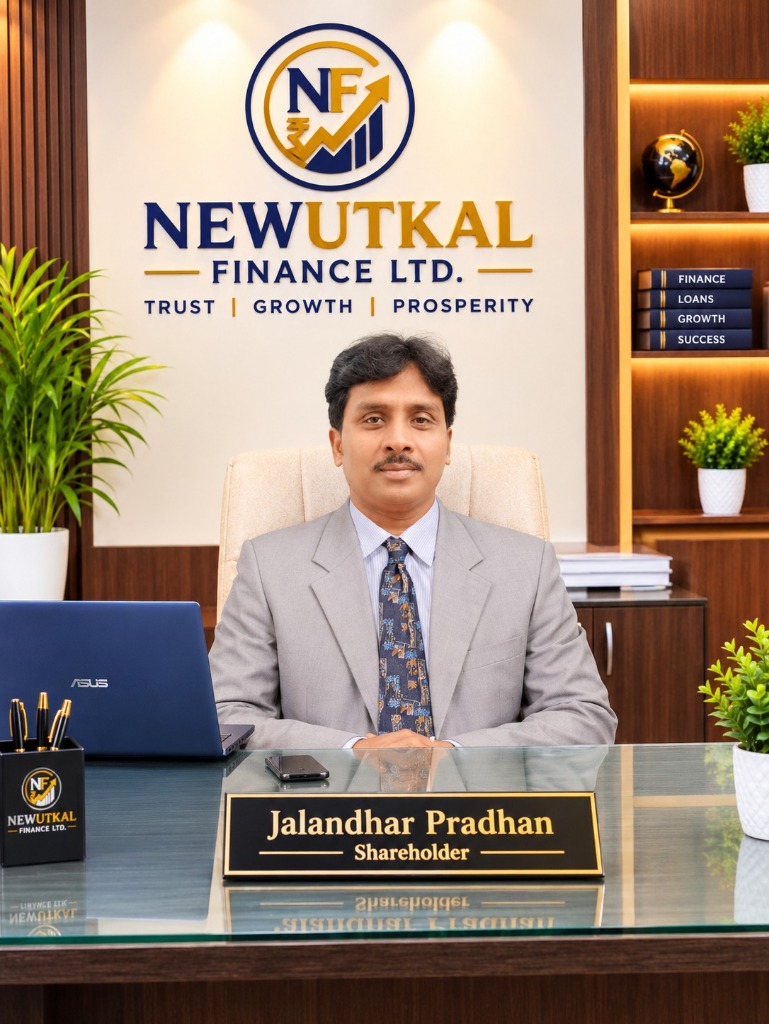 NF
NEWUTKAL
FINANCE LTD.
TRUST | GROWTH | PROSPERITY
FINANCE
LOANS
GROWTH
SUCCESS
ASUS
NF
NEWUTKAL
FINANCE LTD.
Jalandhar Pradhan
Shareholder